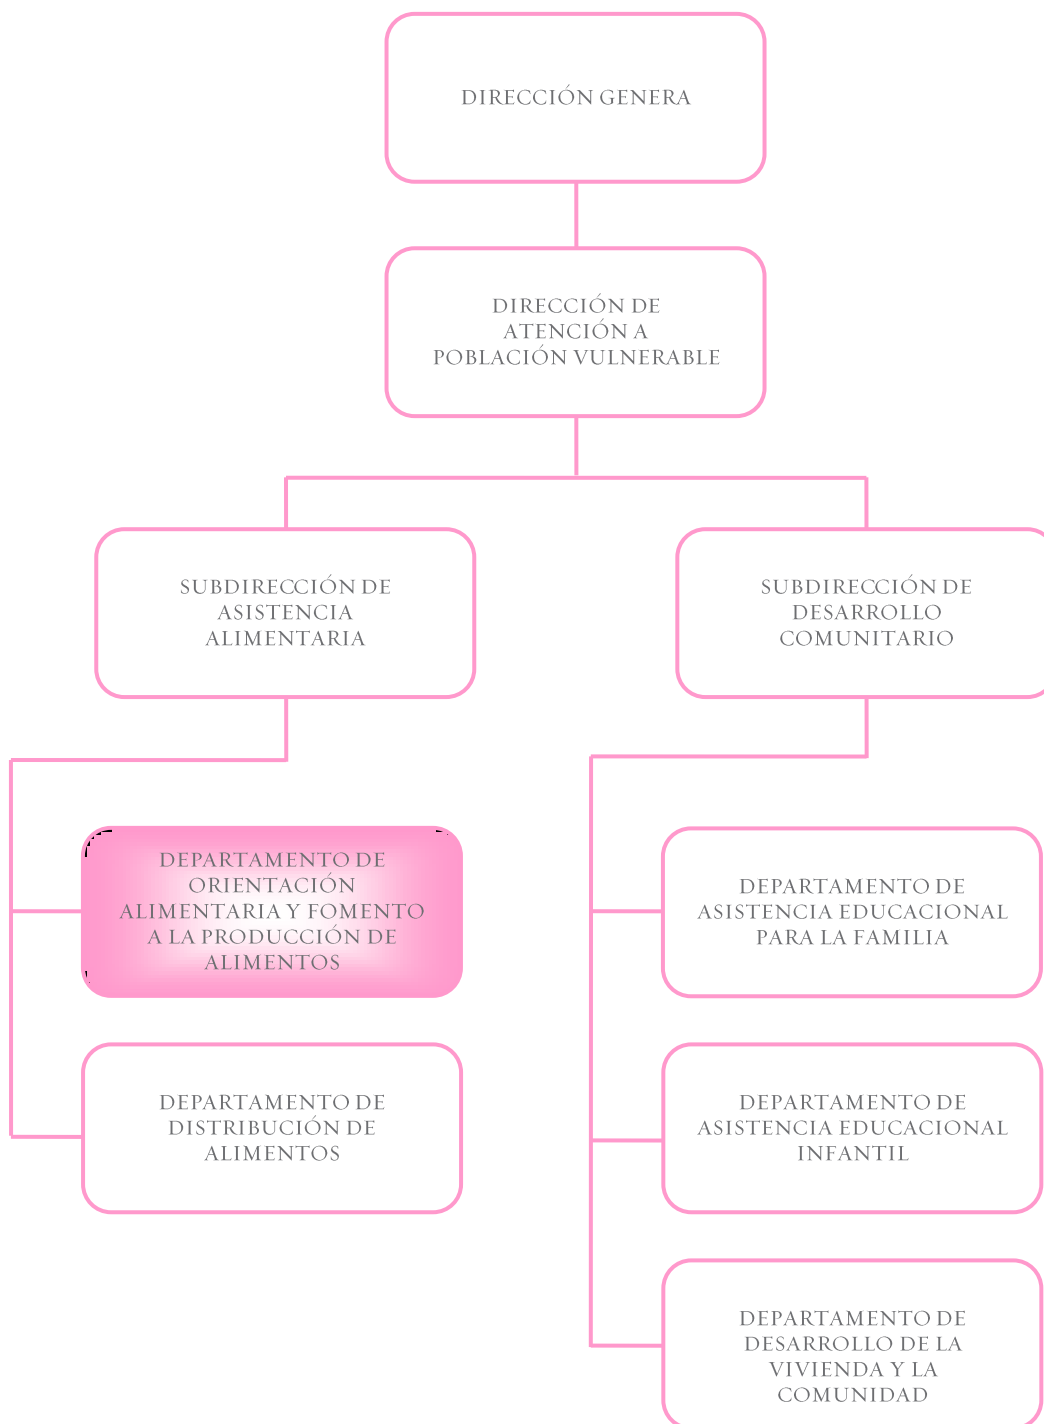 DIRECCIÓN GENERA
DIRECCIÓN DE
ATENCIÓN A
POBLACIÓN VULNERABLE
SUBDIRECCIÓN DE
ASISTENCIA
ALIMENTARIA
SUBDIRECCIÓN DE
DESARROLLO
COMUNITARIO
DEPARTAMENTO DE
ORIENTACIÓN
ALIMENTARIA Y FOMENTO
A LA PRODUCCIÓN DE
ALIMENTOS
DEPARTAMENTO DE
ASISTENCIA EDUCACIONAL
PARA LA FAMILIA
DEPARTAMENTO DE
DISTRIBUCIÓN DE
ALIMENTOS
DEPARTAMENTO DE
ASISTENCIA EDUCACIONAL
INFANTIL
DEPARTAMENTO DE
DESARROLLO DE LA
VIVIENDA Y LA
COMUNIDAD